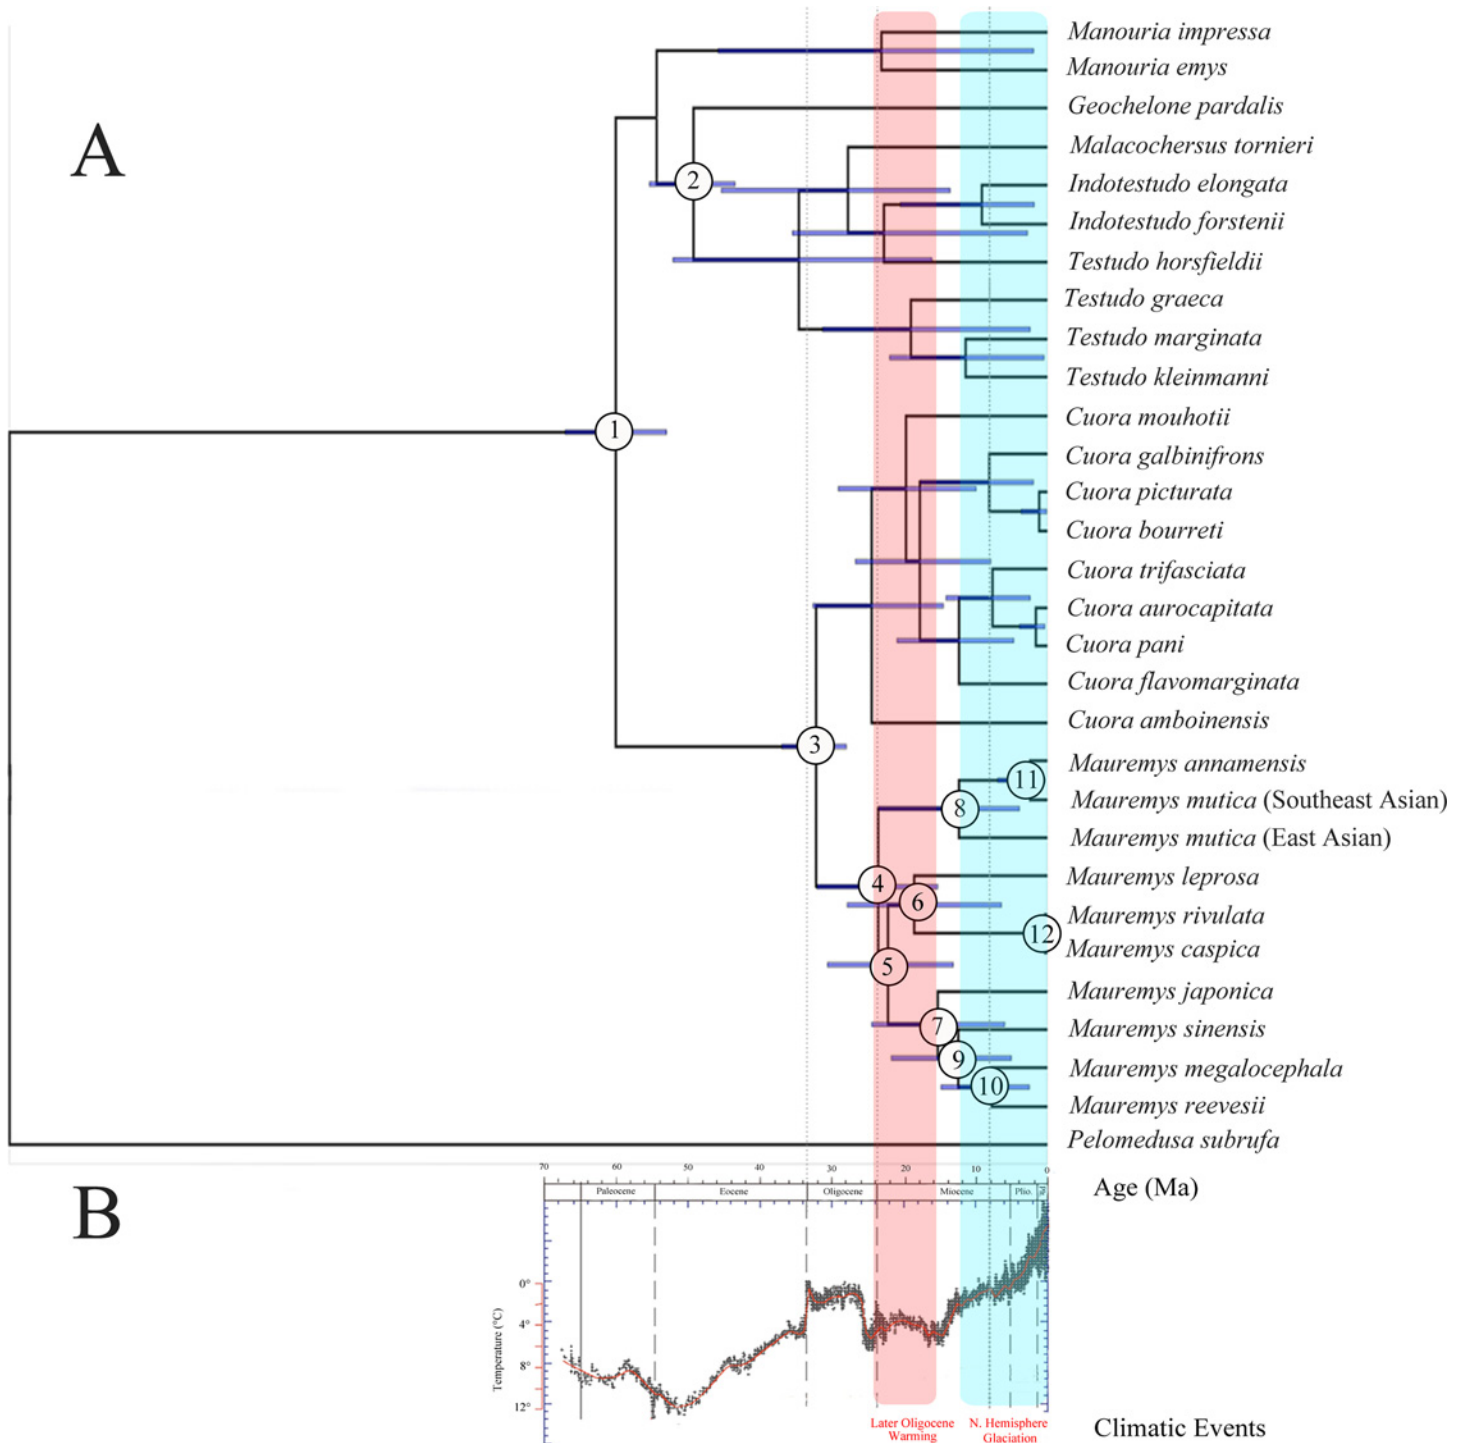 A
Manouria impressa
Manouria emys
Geochelone pardalis
Malacochersus tornieri
2
Indotestudo elongata
Indotestudo forstenii
Testudo horsfieldii
Testudo graeca
Testudo marginata
Testudo kleinmanni
Cuora mouhotii
1
Cuora galbinifrons
Cuora picturata
Cuora bourreti
Cuora trifasciata
Cuora aurocapitata
Cuora pani
Cuora flavomarginata
Cuora amboinensis
3
Mauremys annamensis
11
Mauremys mutica (Southeast Asian)
8
Mauremys mutica (East Asian)
4
Mauremys leprosa
6
Mauremys rivulata
12
Mauremys caspica
5
Mauremys japonica
7
Mauremys sinensis
9
Mauremys megalocephala
10
Mauremys reevesii
Pelomedusa subrufa
70 60 50 40 30 20 10 0
Age (Ma)
Paleocene Eocene Oligocene Miocene Plio.
B
Temperature (°C)
0°
4°
8°
12°
Later Oligocene
Warming
N. Hemisphere
Glaciation
Climatic Events